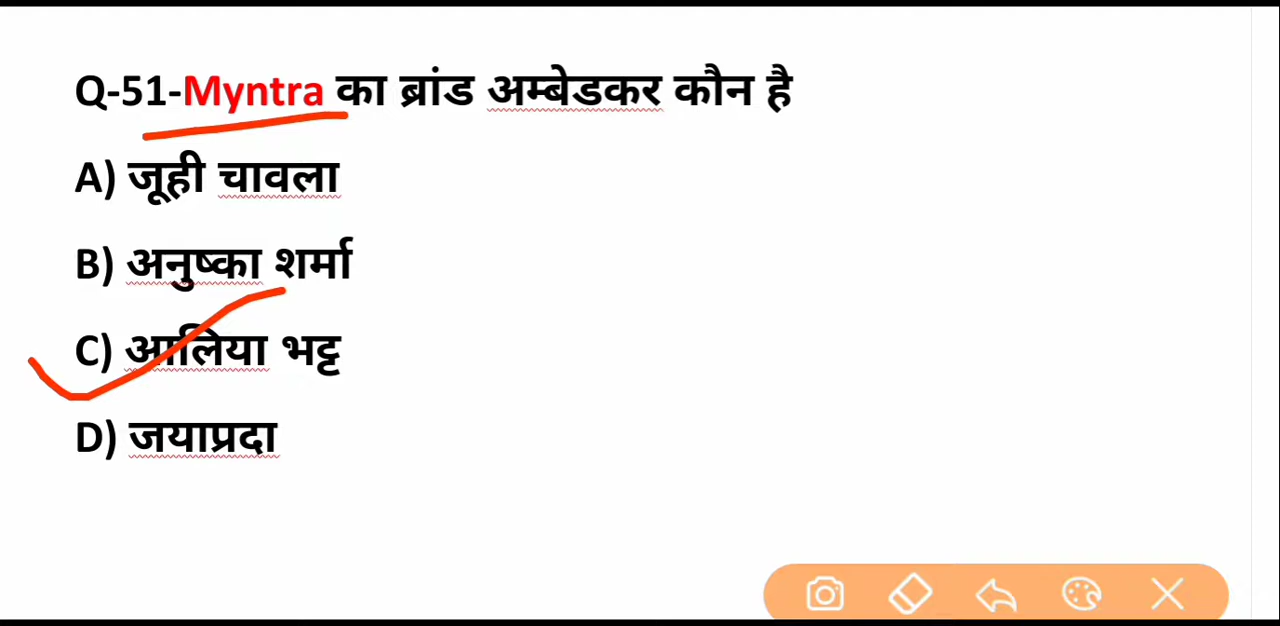 Q-51-Myntra का ब्रांड अम्बेडकर कौन है
A) जूही चावला
B) अनुष्का शर्मा
C) आलिया भट्ट
D) जयाप्रदा